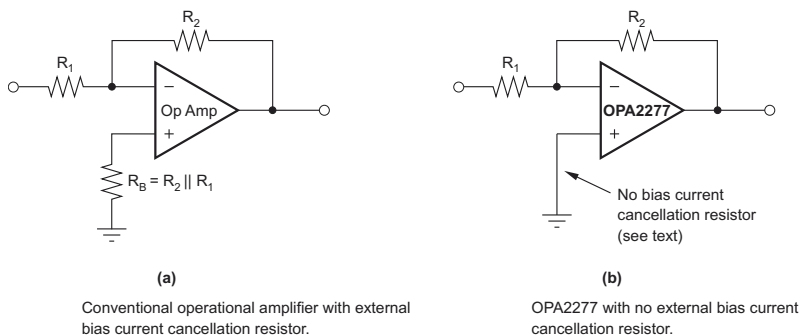 R₂
R₁
−
Op Amp
+
R_B = R₂ || R₁
(a)
Conventional operational amplifier with external
bias current cancellation resistor.
R₂
R₁
−
OPA2277
+
No bias current
cancellation resistor
(see text)
(b)
OPA2277 with no external bias current
cancellation resistor.